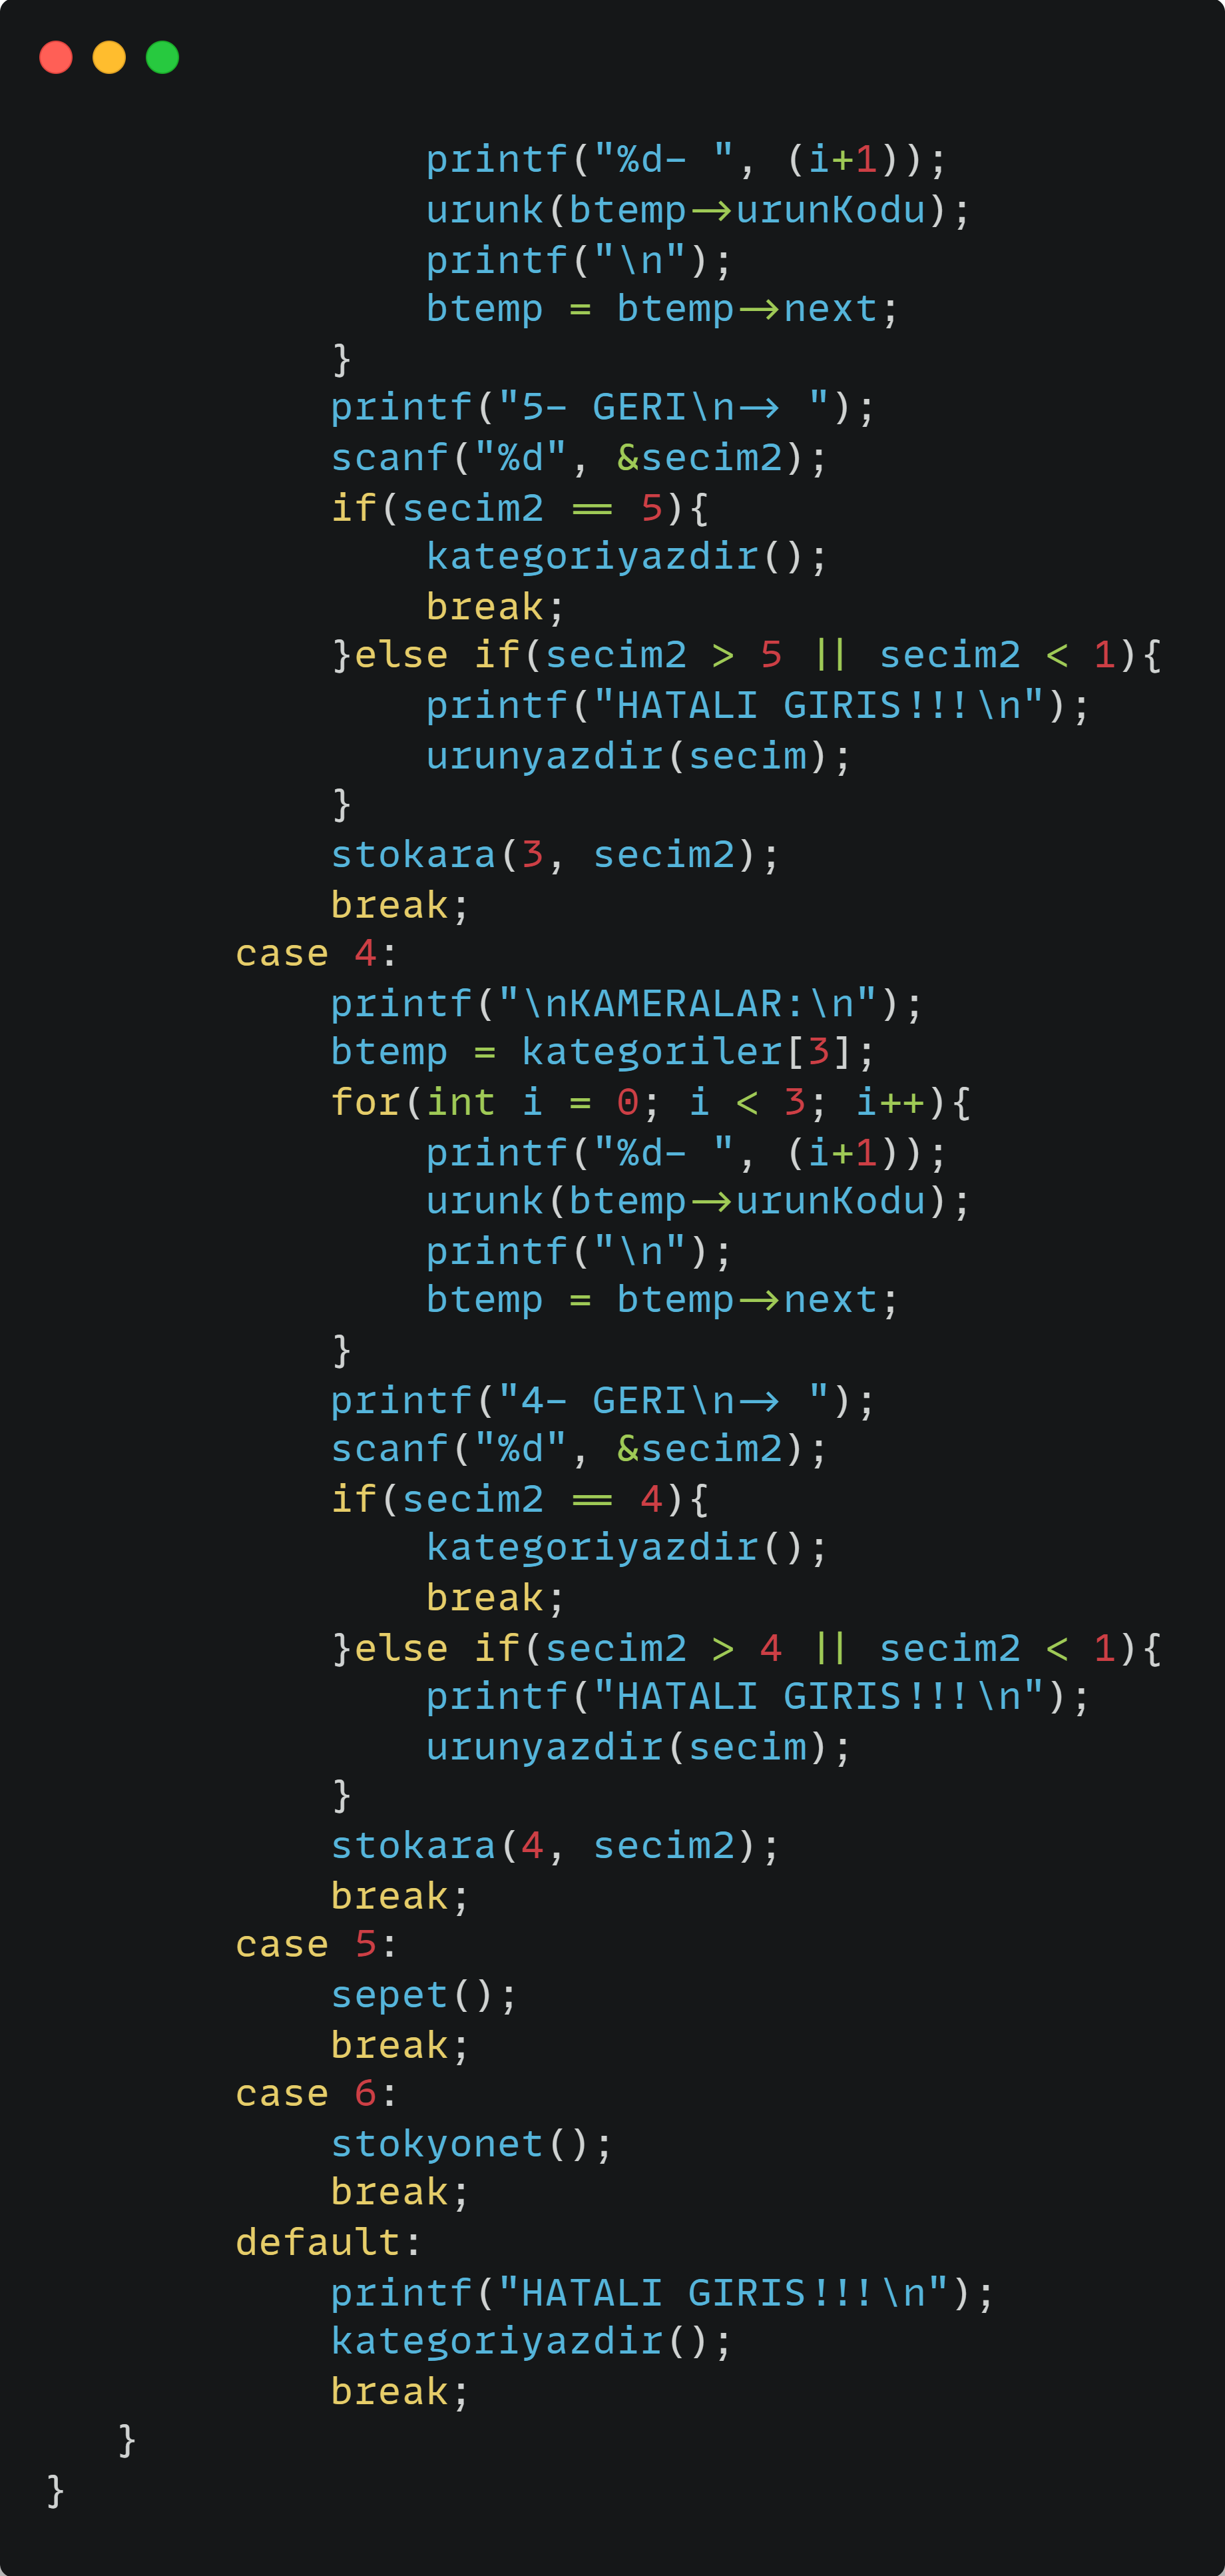 printf("%d- ", (i+1));
urunk(btemp->urunKodu);
printf("\n");
btemp = btemp->next;
}
printf("5- GERI\n-> ");
scanf("%d", &secim2);
if(secim2 == 5){
kategoriyazdir();
break;
}else if(secim2 > 5 || secim2 < 1){
printf("HATALI GIRIS!!!\n");
urunyazdir(secim);
}
stokara(3, secim2);
break;
case 4:
printf("\nKAMERALAR:\n");
btemp = kategoriler[3];
for(int i = 0; i < 3; i++){
printf("%d- ", (i+1));
urunk(btemp->urunKodu);
printf("\n");
btemp = btemp->next;
}
printf("4- GERI\n-> ");
scanf("%d", &secim2);
if(secim2 == 4){
kategoriyazdir();
break;
}else if(secim2 > 4 || secim2 < 1){
printf("HATALI GIRIS!!!\n");
urunyazdir(secim);
}
stokara(4, secim2);
break;
case 5:
sepet();
break;
case 6:
stokyonet();
break;
default:
printf("HATALI GIRIS!!!\n");
kategoriyazdir();
break;
}
}